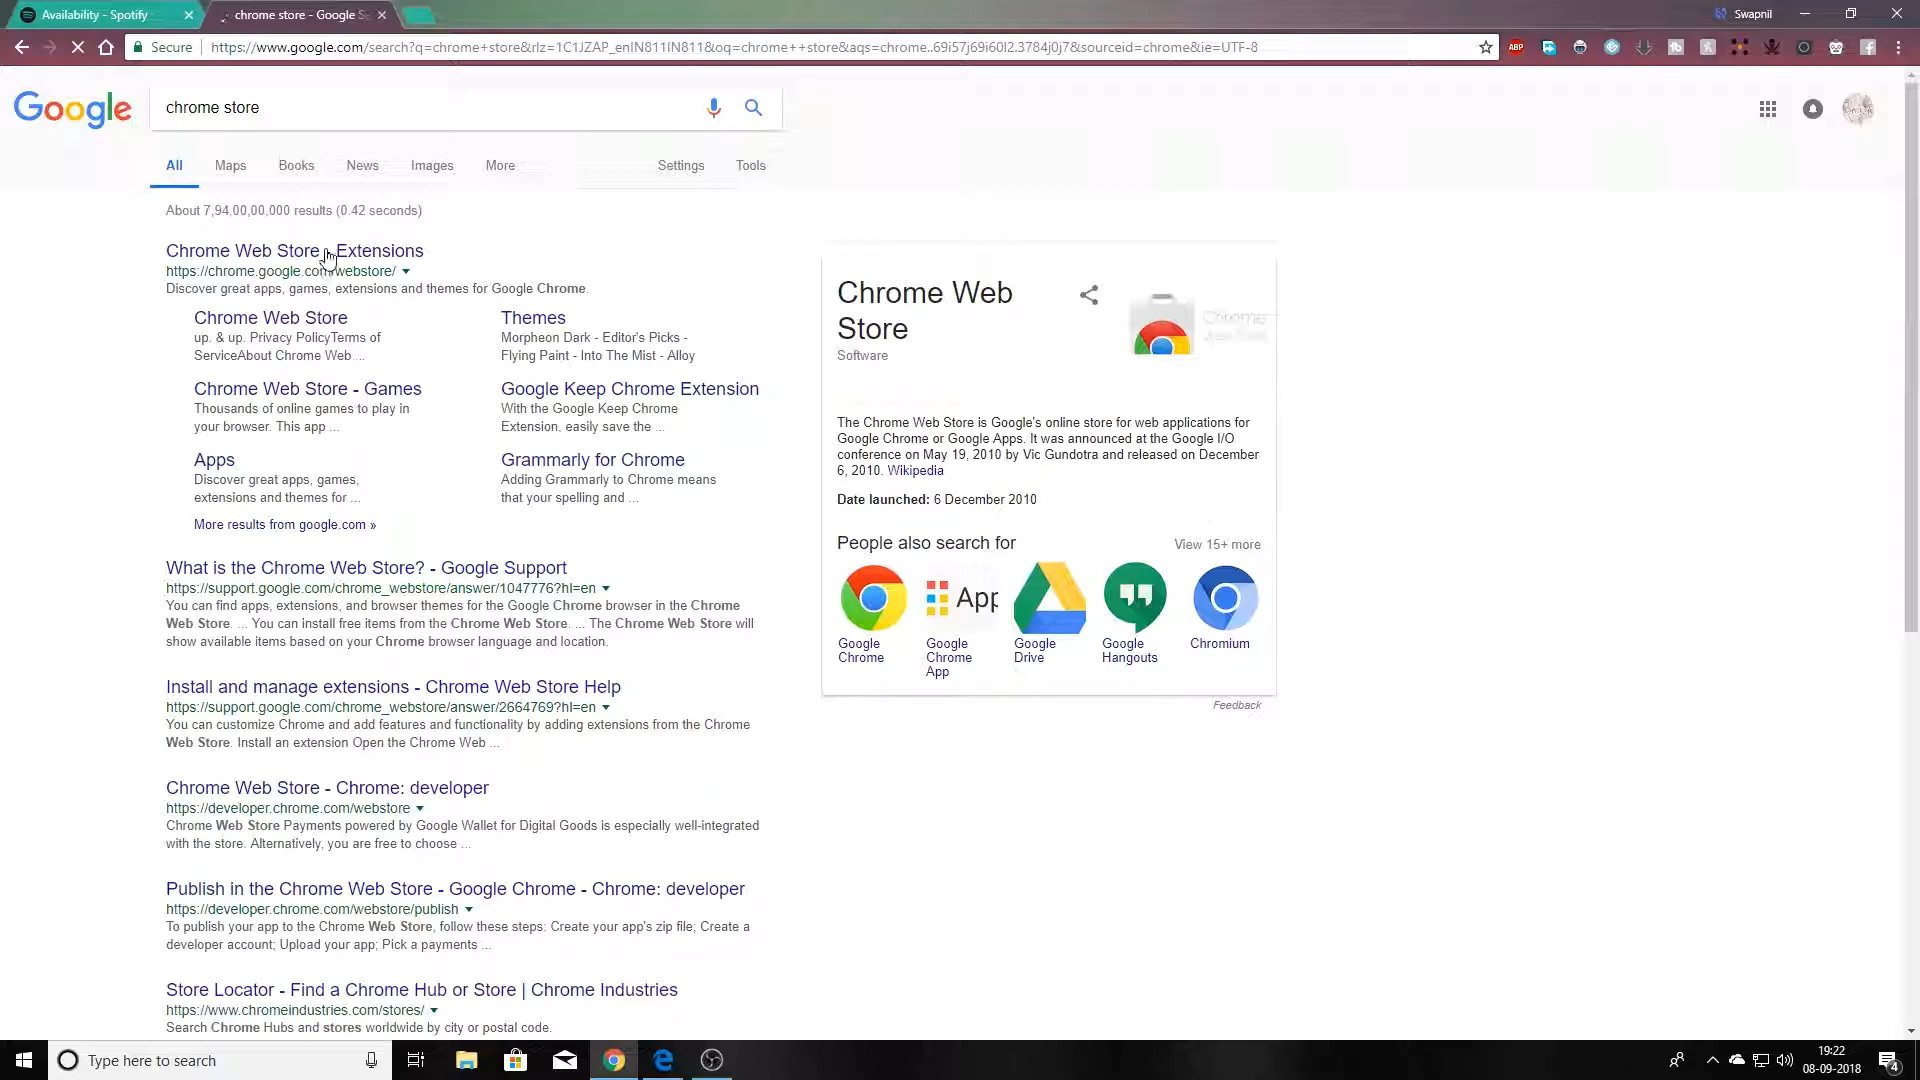 Availability - Spotify
chrome store - Google S
Swapnil
Secure
https://www.google.com/search?q=chrome+store&rlz=1C1JZAP_enIN811IN811&oq=chrome++store&aqs=chrome..69i57j69i60l2.3784j0j7&sourceid=chrome&ie=UTF-8
ABP
Google
chrome store
All
Maps
Books
News
Images
More
Settings
Tools
About 7,94,00,00,000 results (0.42 seconds)
Chrome Web Store - Extensions
https://chrome.google.com/webstore/
Discover great apps, games, extensions and themes for Google Chrome.
Chrome Web Store
up. & up. Privacy PolicyTerms of
ServiceAbout Chrome Web ...
Themes
Morpheon Dark - Editor's Picks -
Flying Paint - Into The Mist - Alloy
Chrome Web Store - Games
Thousands of online games to play in
your browser. This app ...
Google Keep Chrome Extension
With the Google Keep Chrome
Extension, easily save the ...
Apps
Discover great apps, games,
extensions and themes for ...
Grammarly for Chrome
Adding Grammarly to Chrome means
that your spelling and ...
More results from google.com »
What is the Chrome Web Store? - Google Support
https://support.google.com/chrome_webstore/answer/1047776?hl=en
You can find apps, extensions, and browser themes for the Google Chrome browser in the Chrome
Web Store. ... You can install free items from the Chrome Web Store. ... The Chrome Web Store will
show available items based on your Chrome browser language and location.
Install and manage extensions - Chrome Web Store Help
https://support.google.com/chrome_webstore/answer/2664769?hl=en
You can customize Chrome and add features and functionality by adding extensions from the Chrome
Web Store. Install an extension Open the Chrome Web ...
Chrome Web Store - Chrome: developer
https://developer.chrome.com/webstore
Chrome Web Store Payments powered by Google Wallet for Digital Goods is especially well-integrated
with the store. Alternatively, you are free to choose ...
Publish in the Chrome Web Store - Google Chrome - Chrome: developer
https://developer.chrome.com/webstore/publish
To publish your app to the Chrome Web Store, follow these steps: Create your app's zip file; Create a
developer account; Upload your app; Pick a payments ...
Store Locator - Find a Chrome Hub or Store | Chrome Industries
https://www.chromeindustries.com/stores/
Search Chrome Hubs and stores worldwide by city or postal code.
Chrome Web
Store
Software
The Chrome Web Store is Google's online store for web applications for
Google Chrome or Google Apps. It was announced at the Google I/O
conference on May 19, 2010 by Vic Gundotra and released on December
6, 2010. Wikipedia
Date launched: 6 December 2010
People also search for
View 15+ more
App
Google
Chrome
Google
Chrome
App
Google
Drive
Google
Hangouts
Chromium
Feedback
Type here to search
19:22
08-09-2018
4